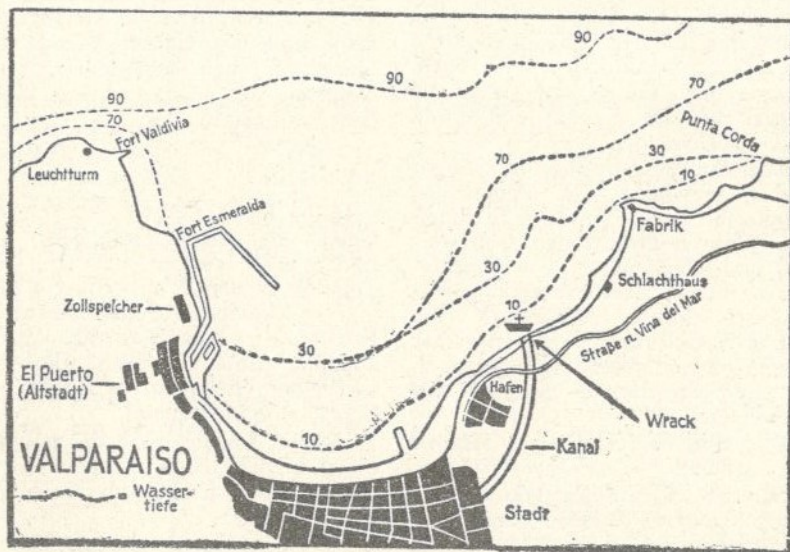 90
90
90
70
70
70
Fort Valdivia
Leuchtturm
Punta Corda
30
10
Fort Esmeralda
Fabrik
Zollspeicher
30
Schlachthaus
10
Straße n. Vina del Mar
30
El Puerto
(Altstadt)
Hafen
Wrack
10
Kanal
VALPARAISO
Wasser-
tiefe
Stadt